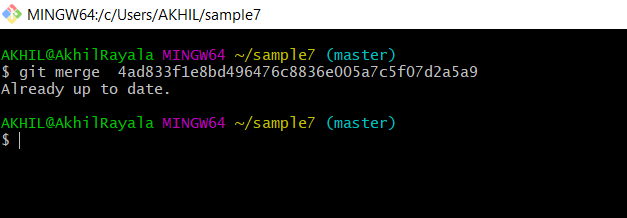 MINGW64:/c/Users/AKHIL/sample7
AKHIL@AkhilRayala MINGW64 ~/sample7 (master)
$ git merge  4ad833f1e8bd496476c8836e005a7c5f07d2a5a9
Already up to date.
AKHIL@AkhilRayala MINGW64 ~/sample7 (master)
$